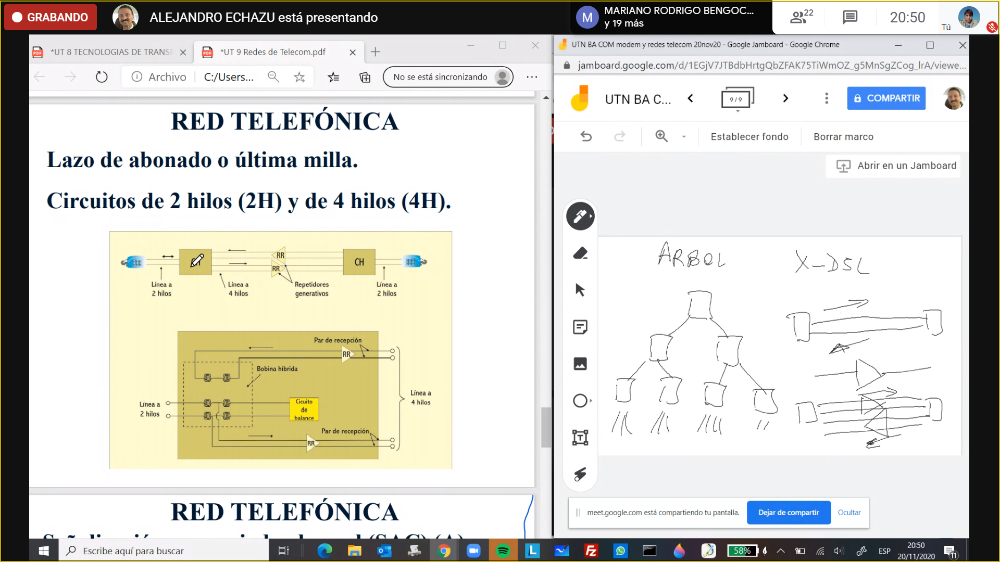 GRABANDO
ALEJANDRO ECHAZU está presentando
M
MARIANO RODRIGO BENGOC...
y 19 más
22
20:50
Tú
*UT 8 TECNOLOGIAS DE TRANSF
*UT 9 Redes de Telecom.pdf
Archivo
C:/Users...
No se está sincronizando
RED TELEFÓNICA
Lazo de abonado o última milla.
Circuitos de 2 hilos (2H) y de 4 hilos (4H).
RR
RR
CH
Línea a
2 hilos
Línea a
4 hilos
Repetidores
generativos
Línea a
2 hilos
Par de recepción
RR
Bobina híbrida
Línea a
2 hilos
Cicuito
de
balance
Línea a
4 hilos
Par de recepción
RR
RED TELEFÓNICA
UTN BA COM modem y redes telecom 20nov20 - Google Jamboard - Google Chrome
jamboard.google.com/d/1EGjV7JTBdbHrtgQbZFAK75TiWmOZ_g5MnSgZCog_lrA/viewe...
UTN BA C...
9/9
COMPARTIR
Establecer fondo
Borrar marco
Abrir en un Jamboard
ARBOL
X-DSL
meet.google.com está compartiendo tu pantalla.
Dejar de compartir
Ocultar
Escribe aquí para buscar
58%
ESP
20:50
20/11/2020
11